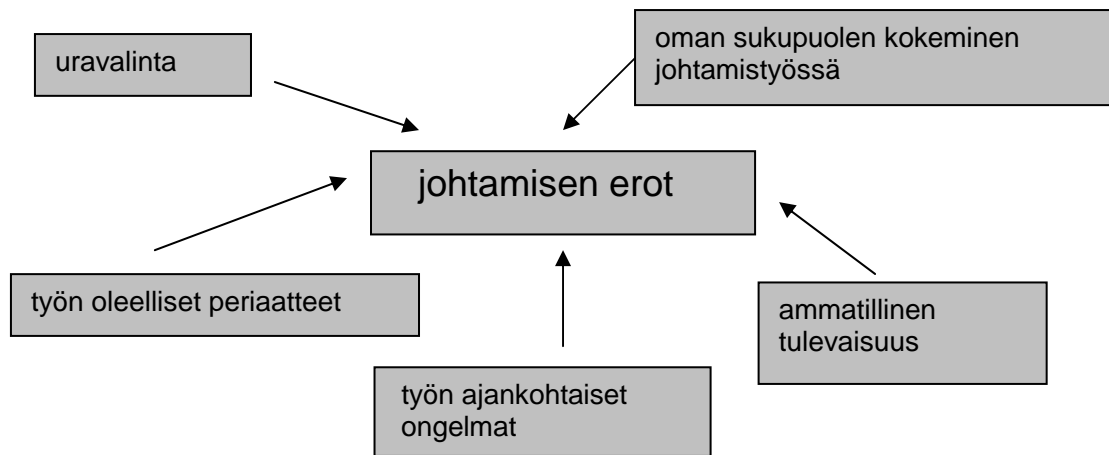 uravalinta
oman sukupuolen kokeminen
johtamistyössä
johtamisen erot
työn oleelliset periaatteet
ammatillinen
tulevaisuus
työn ajankohtaiset
ongelmat